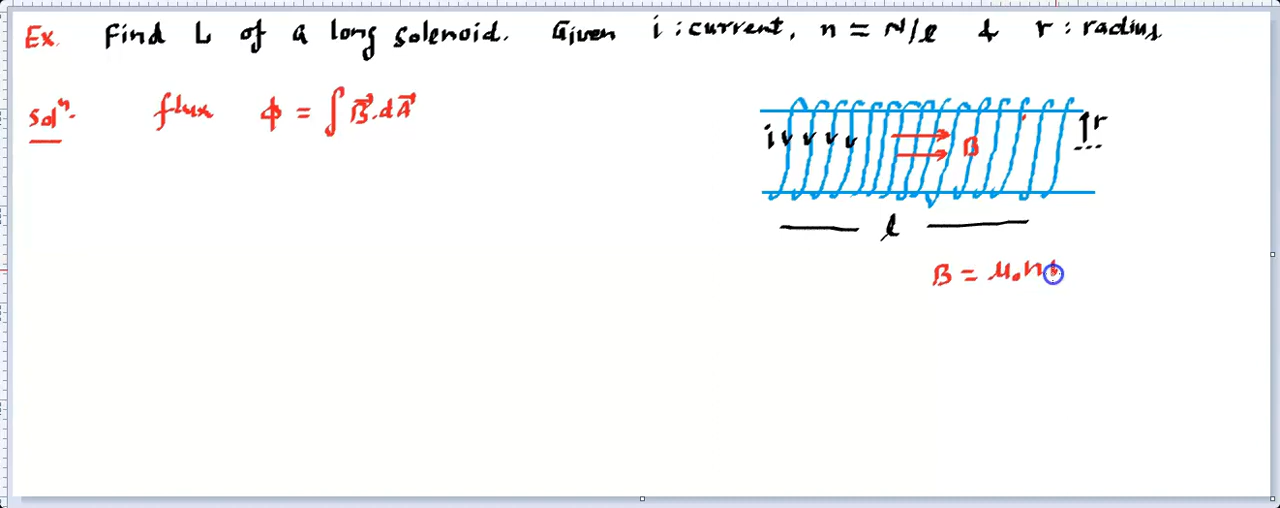 Ex. Find L of a long solenoid. Given i : current, n = N/l & r : radius
Solⁿ. flux ϕ = ∫ B⃗.dA⃗
i B r
l
B = μ₀ni